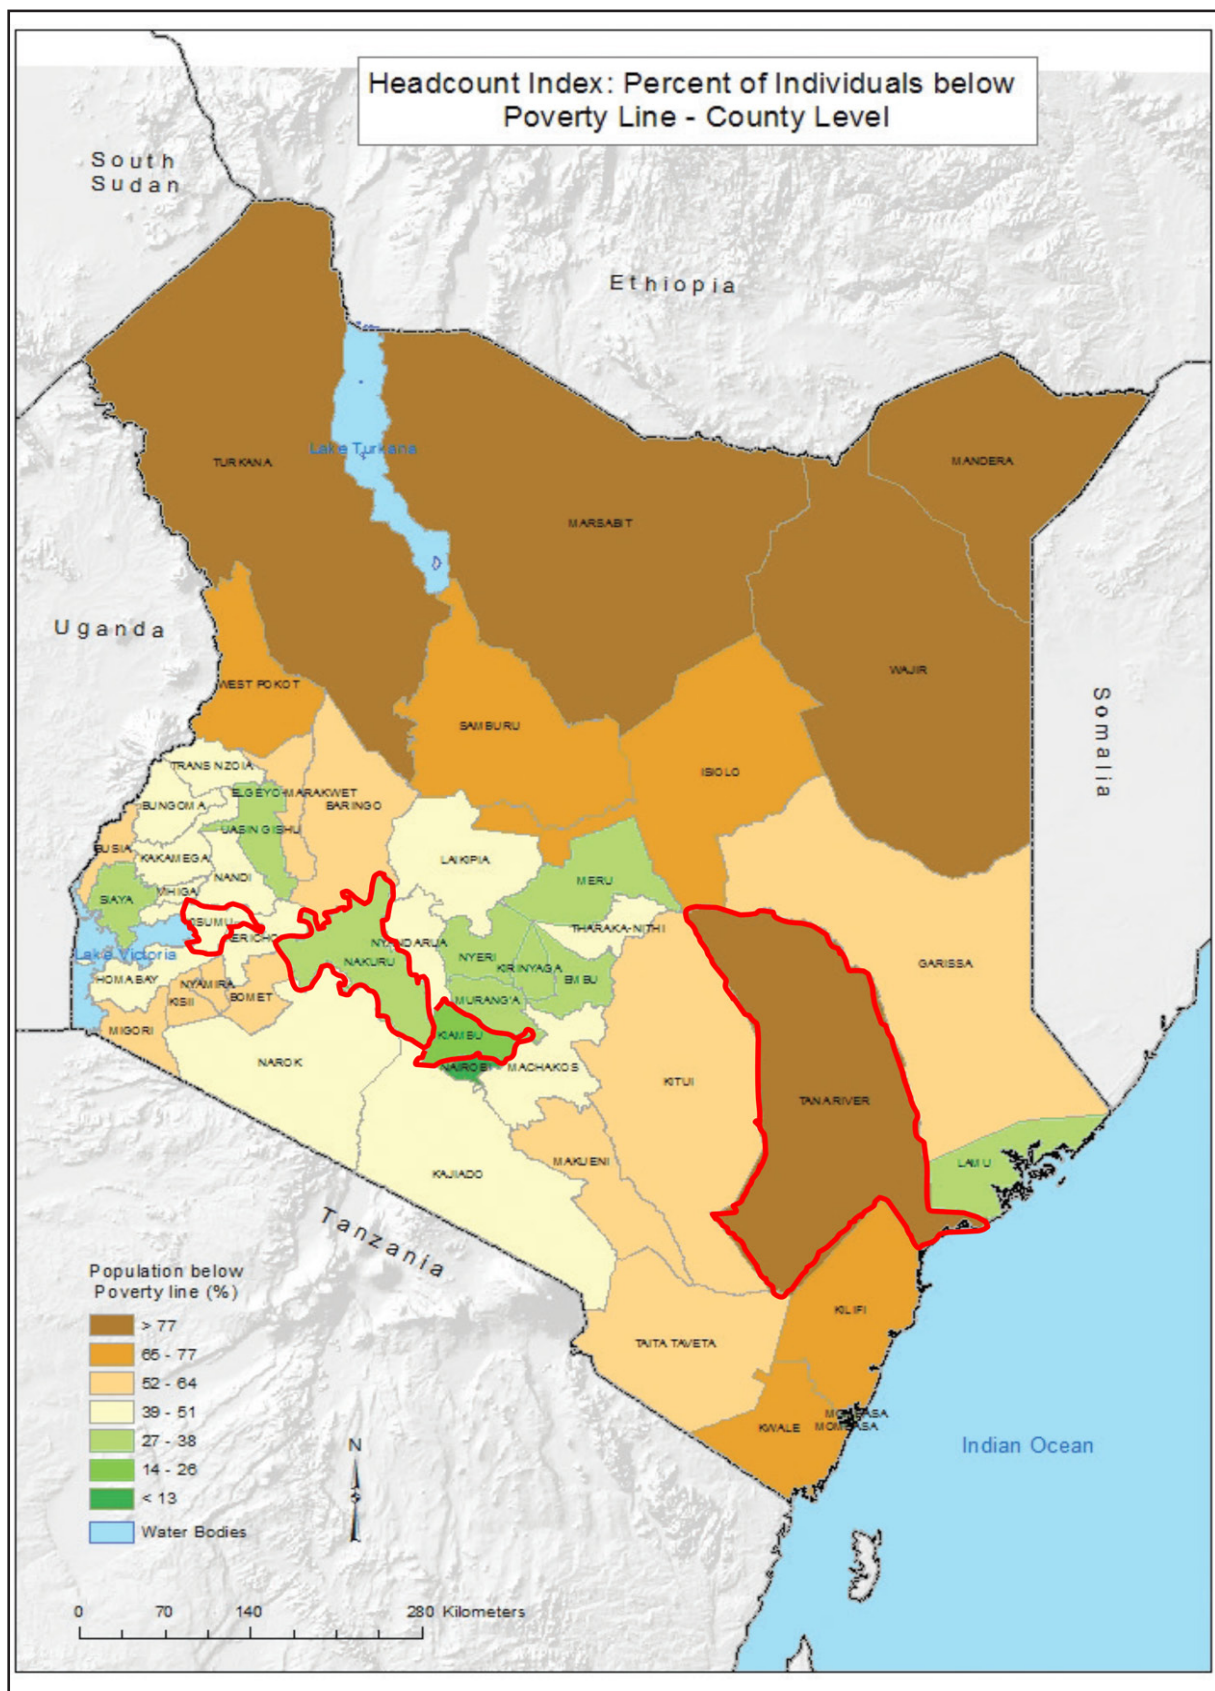 Headcount Index: Percent of Individuals below
Poverty Line - County Level
South
Sudan
Ethiopia
Lake Turkana
TURKANA
MANDERA
MARSABIT
Uganda
WAJIR
WEST POKOT
Somalia
SAMBURU
ISIOLO
TRANS NZOIA
ELGEYO-MARAKWET
BARINGO
BUNGOMA
UASIN GISHU
BUSIA
KAKAMEGA
LAIKIPIA
NANDI
MERU
SIAYA
VIHIGA
KISUMU
THARAKA-NITHI
KERICHO
NYANDARUA
Lake Victoria
NYERI
NAKURU
GARISSA
KIRINYAGA
HOMABAY
NYAMIRA
EMBU
KISII
BOMET
MURANG'A
MIGORI
KIAMBU
NAROK
NAIROBI
MACHAKOS
KITUI
TANA RIVER
MAKUENI
LAMU
KAJIADO
Tanzania
Population below
Poverty line (%)
> 77
65 - 77
52 - 64
39 - 51
27 - 38
14 - 26
< 13
Water Bodies
KILIFI
TAITA TAVETA
MOMBASA
MOMBASA
KWALE
N
S
Indian Ocean
0 70 140 280 Kilometers